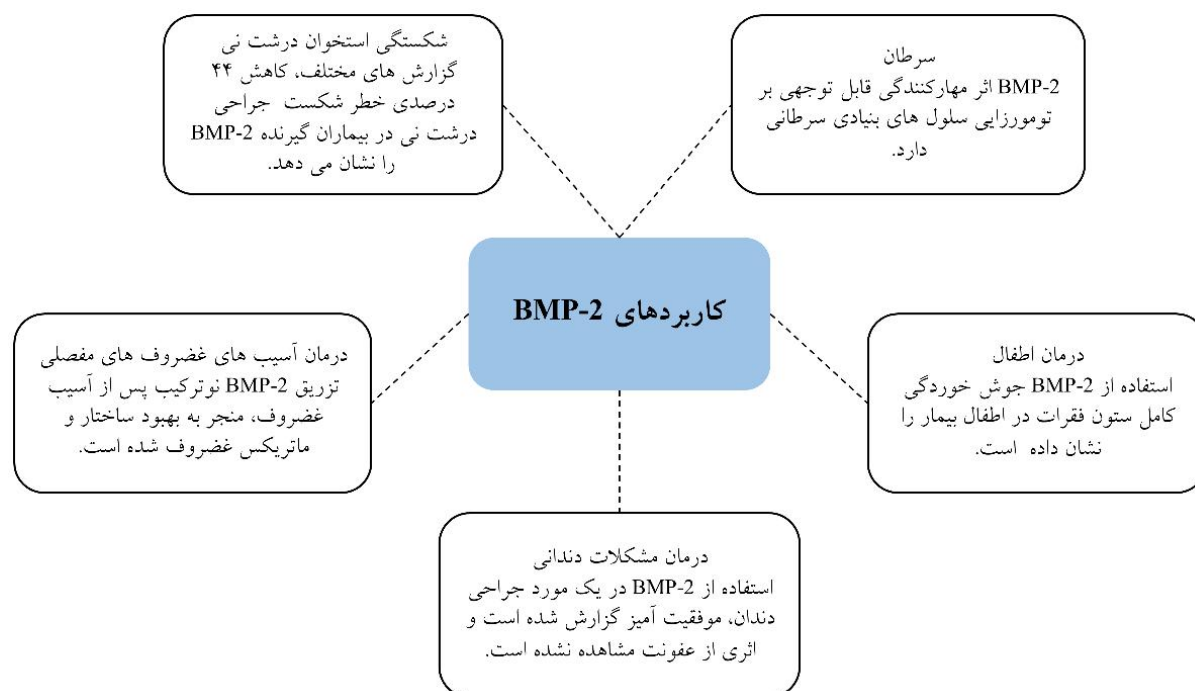 شکستگی استخوان درشت نی
گزارش های مختلف، کاهش ۴۴
درصدی خطر شکست جراحی
درشت نی در بیماران گیرنده BMP-2
را نشان می دهد.
سرطان
BMP-2 اثر مهارکنندگی قابل توجهی بر
تومورزایی سلول های بنیادی سرطانی
دارد.
کاربردهای BMP-2
درمان آسیب های غضروف های مفصلی
تزریق BMP-2 نوترکیب پس از آسیب
غضروف، منجر به بهبود ساختار و
ماتریکس غضروف شده است.
درمان اطفال
استفاده از BMP-2 جوش خوردگی
کامل ستون فقرات در اطفال بیمار را
نشان داده است.
درمان مشکلات دندانی
استفاده از BMP-2 در یک مورد جراحی
دندان، موفقیت آمیز گزارش شده است و
اثری از عفونت مشاهده نشده است.